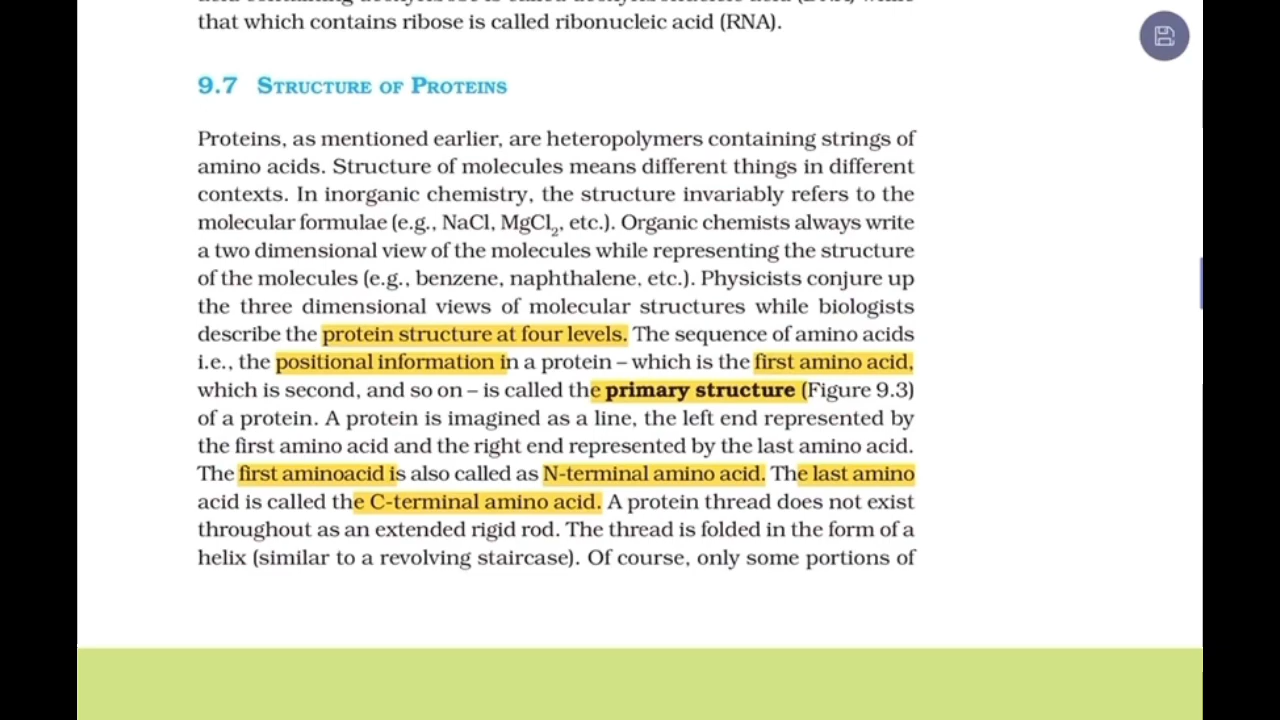 that which contains ribose is called ribonucleic acid (RNA).
9.7 Structure of Proteins
Proteins, as mentioned earlier, are heteropolymers containing strings of
amino acids. Structure of molecules means different things in different
contexts. In inorganic chemistry, the structure invariably refers to the
molecular formulae (e.g., NaCl, MgCl₂, etc.). Organic chemists always write
a two dimensional view of the molecules while representing the structure
of the molecules (e.g., benzene, naphthalene, etc.). Physicists conjure up
the three dimensional views of molecular structures while biologists
describe the protein structure at four levels. The sequence of amino acids
i.e., the positional information in a protein – which is the first amino acid,
which is second, and so on – is called the primary structure (Figure 9.3)
of a protein. A protein is imagined as a line, the left end represented by
the first amino acid and the right end represented by the last amino acid.
The first aminoacid is also called as N-terminal amino acid. The last amino
acid is called the C-terminal amino acid. A protein thread does not exist
throughout as an extended rigid rod. The thread is folded in the form of a
helix (similar to a revolving staircase). Of course, only some portions of